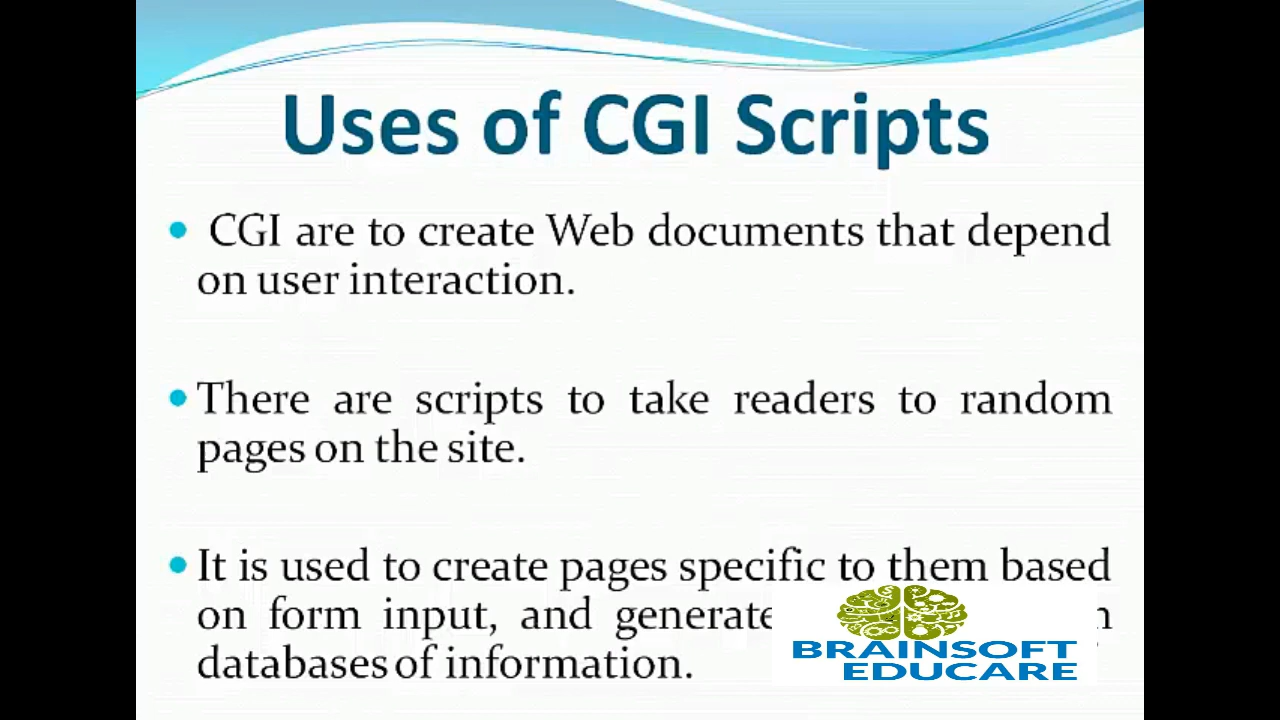 Uses of CGI Scripts
• CGI are to create Web documents that depend
on user interaction.
• There are scripts to take readers to random
pages on the site.
• It is used to create pages specific to them based
on form input, and generate
databases of information.
BRAINSOFT
EDUCARE